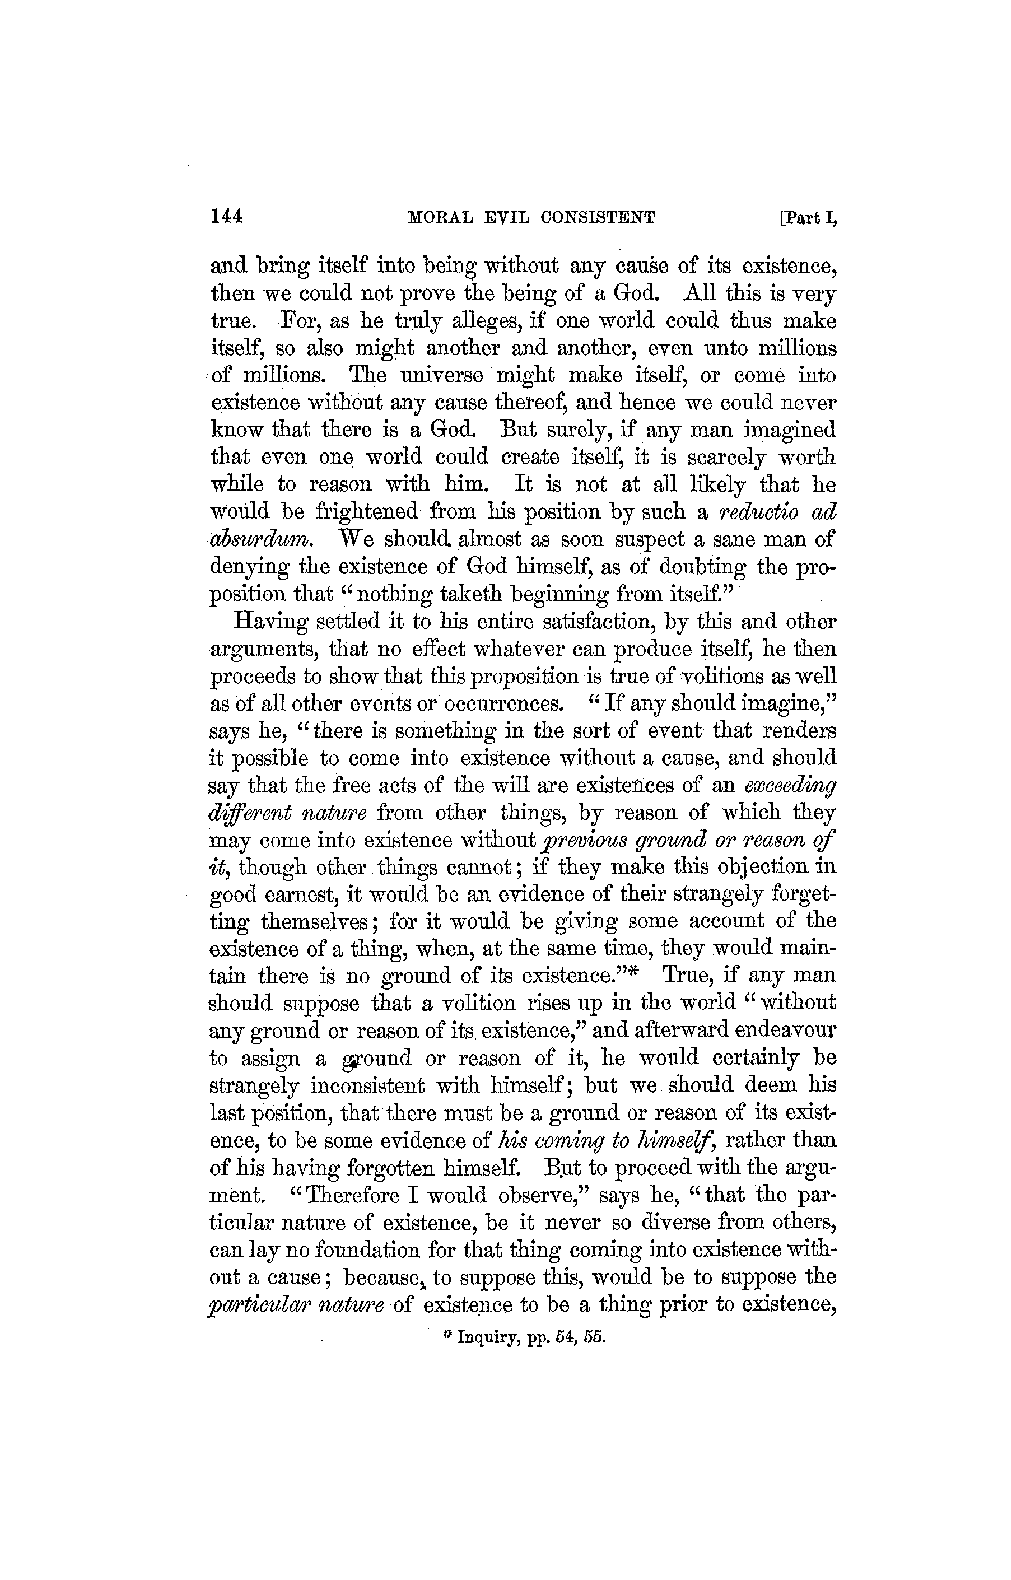 144 MORAL EVIL CONSISTENT [Part I,
and bring itself into being without any cause of its existence,
then we could not prove the being of a God. All this is very
true. For, as he truly alleges, if one world could thus make
itself, so also might another and another, even unto millions
of millions. The universe might make itself, or come into
existence without any cause thereof, and hence we could never
know that there is a God. But surely, if any man imagined
that even one world could create itself, it is scarcely worth
while to reason with him. It is not at all likely that he
would be frightened from his position by such a reductio ad
absurdum. We should almost as soon suspect a sane man of
denying the existence of God himself, as of doubting the pro-
position that “nothing taketh beginning from itself.”
Having settled it to his entire satisfaction, by this and other
arguments, that no effect whatever can produce itself, he then
proceeds to show that this proposition is true of volitions as well
as of all other events or occurrences. “If any should imagine,”
says he, “there is something in the sort of event that renders
it possible to come into existence without a cause, and should
say that the free acts of the will are existences of an exceeding
different nature from other things, by reason of which they
may come into existence without previous ground or reason of
it, though other things cannot; if they make this objection in
good earnest, it would be an evidence of their strangely forget-
ting themselves; for it would be giving some account of the
existence of a thing, when, at the same time, they would main-
tain there is no ground of its existence.”* True, if any man
should suppose that a volition rises up in the world “without
any ground or reason of its existence,” and afterward endeavour
to assign a ground or reason of it, he would certainly be
strangely inconsistent with himself; but we should deem his
last position, that there must be a ground or reason of its exist-
ence, to be some evidence of his coming to himself, rather than
of his having forgotten himself. But to proceed with the argu-
ment. “Therefore I would observe,” says he, “that the par-
ticular nature of existence, be it never so diverse from others,
can lay no foundation for that thing coming into existence with-
out a cause; because, to suppose this, would be to suppose the
particular nature of existence to be a thing prior to existence,
* Inquiry, pp. 54, 55.